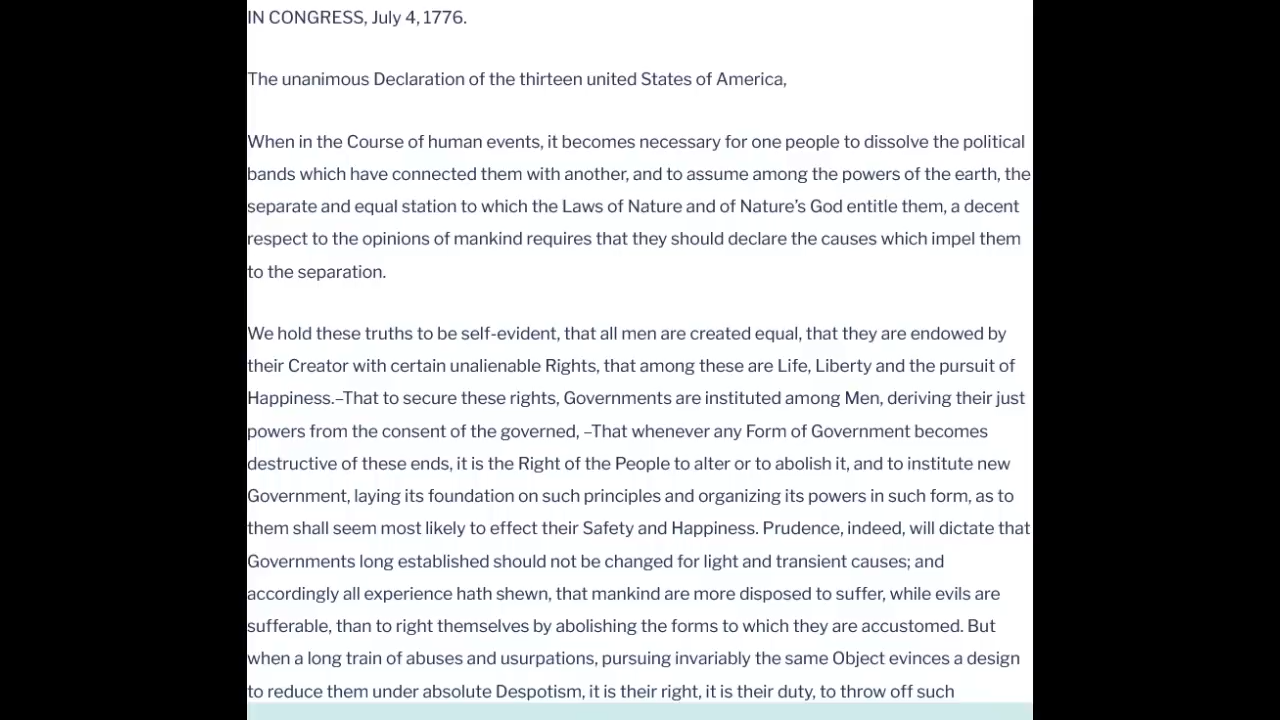 IN CONGRESS, July 4, 1776.
The unanimous Declaration of the thirteen united States of America,
When in the Course of human events, it becomes necessary for one people to dissolve the political
bands which have connected them with another, and to assume among the powers of the earth, the
separate and equal station to which the Laws of Nature and of Nature’s God entitle them, a decent
respect to the opinions of mankind requires that they should declare the causes which impel them
to the separation.
We hold these truths to be self-evident, that all men are created equal, that they are endowed by
their Creator with certain unalienable Rights, that among these are Life, Liberty and the pursuit of
Happiness.–That to secure these rights, Governments are instituted among Men, deriving their just
powers from the consent of the governed, –That whenever any Form of Government becomes
destructive of these ends, it is the Right of the People to alter or to abolish it, and to institute new
Government, laying its foundation on such principles and organizing its powers in such form, as to
them shall seem most likely to effect their Safety and Happiness. Prudence, indeed, will dictate that
Governments long established should not be changed for light and transient causes; and
accordingly all experience hath shewn, that mankind are more disposed to suffer, while evils are
sufferable, than to right themselves by abolishing the forms to which they are accustomed. But
when a long train of abuses and usurpations, pursuing invariably the same Object evinces a design
to reduce them under absolute Despotism, it is their right, it is their duty, to throw off such